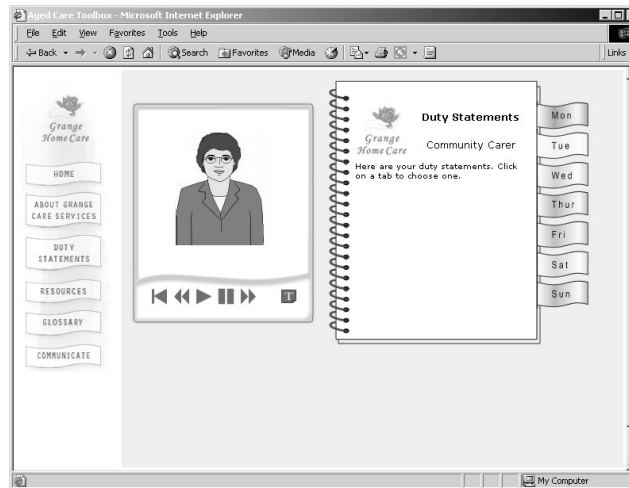 Aged Care Toolbox - Microsoft Internet Explorer
File Edit View Favorites Tools Help
Back Search Favorites Media Links
Grange
Home Care
HOME
ABOUT GRANGE
CARE SERVICES
DUTY
STATEMENTS
RESOURCES
GLOSSARY
COMMUNICATE
T
Grange
Home Care
Duty Statements
Community Carer
Here are your duty statements. Click
on a tab to choose one.
Mon
Tue
Wed
Thur
Fri
Sat
Sun
My Computer